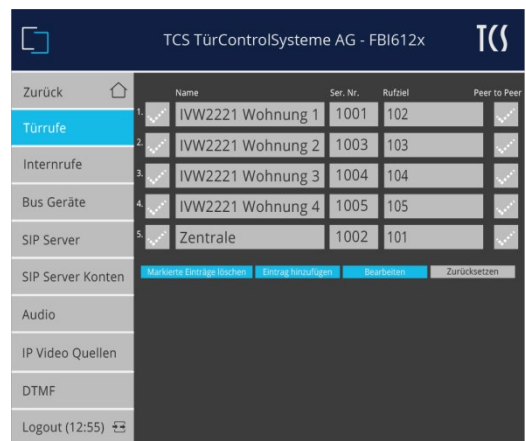 TCS TürControlSysteme AG - FBI612x
TCS
Zurück
Türrufe
Internrufe
Bus Geräte
SIP Server
SIP Server Konten
Audio
IP Video Quellen
DTMF
Logout (12:55)
Name Ser. Nr. Rufziel Peer to Peer
1. IVW2221 Wohnung 1 1001 102
2. IVW2221 Wohnung 2 1003 103
3. IVW2221 Wohnung 3 1004 104
4. IVW2221 Wohnung 4 1005 105
5. Zentrale 1002 101
Markierte Einträge löschen Eintrag hinzufügen Bearbeiten Zurücksetzen